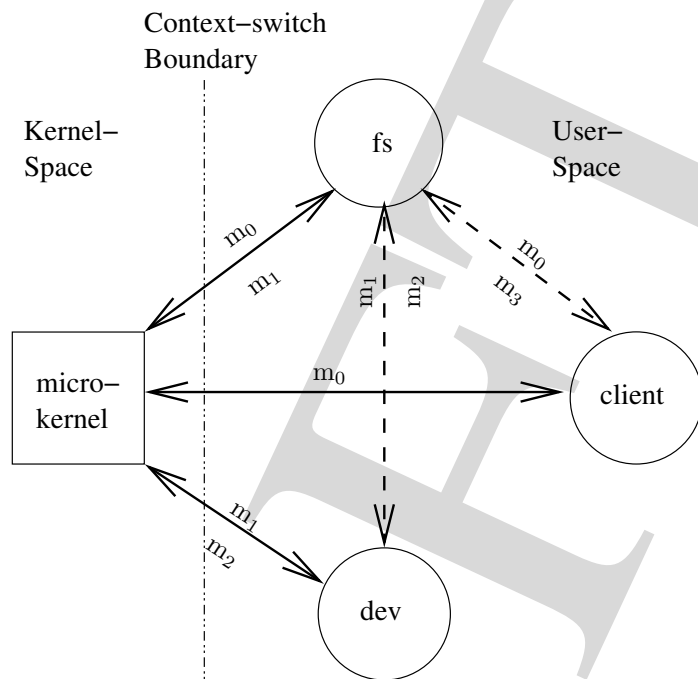 Context−switch
Boundary
Kernel−
Space
fs
User−
Space
m₀
m₁
m₁
m₂
m₀
m₃
micro−
kernel
m₀
client
m₁
m₂
dev